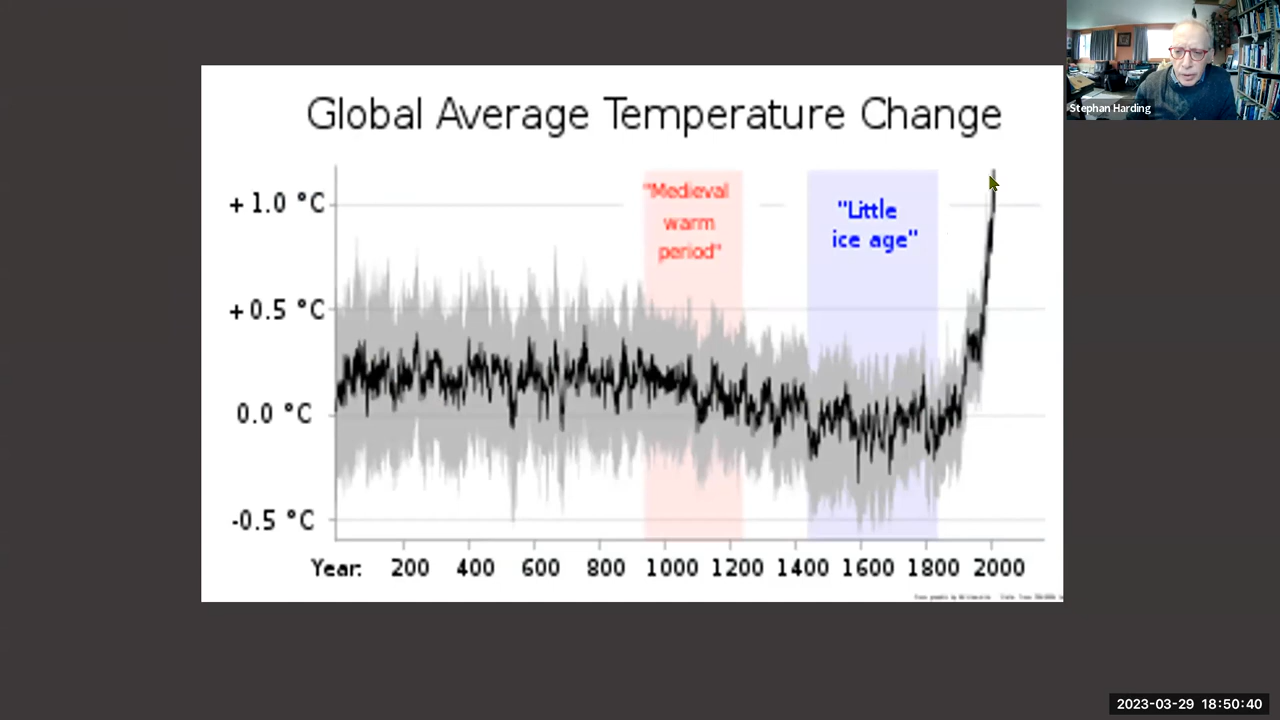 Stephan Harding
Global Average Temperature Change
+ 1.0 °C
"Medieval
warm
period"
"Little
ice age"
+ 0.5 °C
0.0 °C
-0.5 °C
Year: 200 400 600 800 1000 1200 1400 1600 1800 2000
2023-03-29 18:50:40